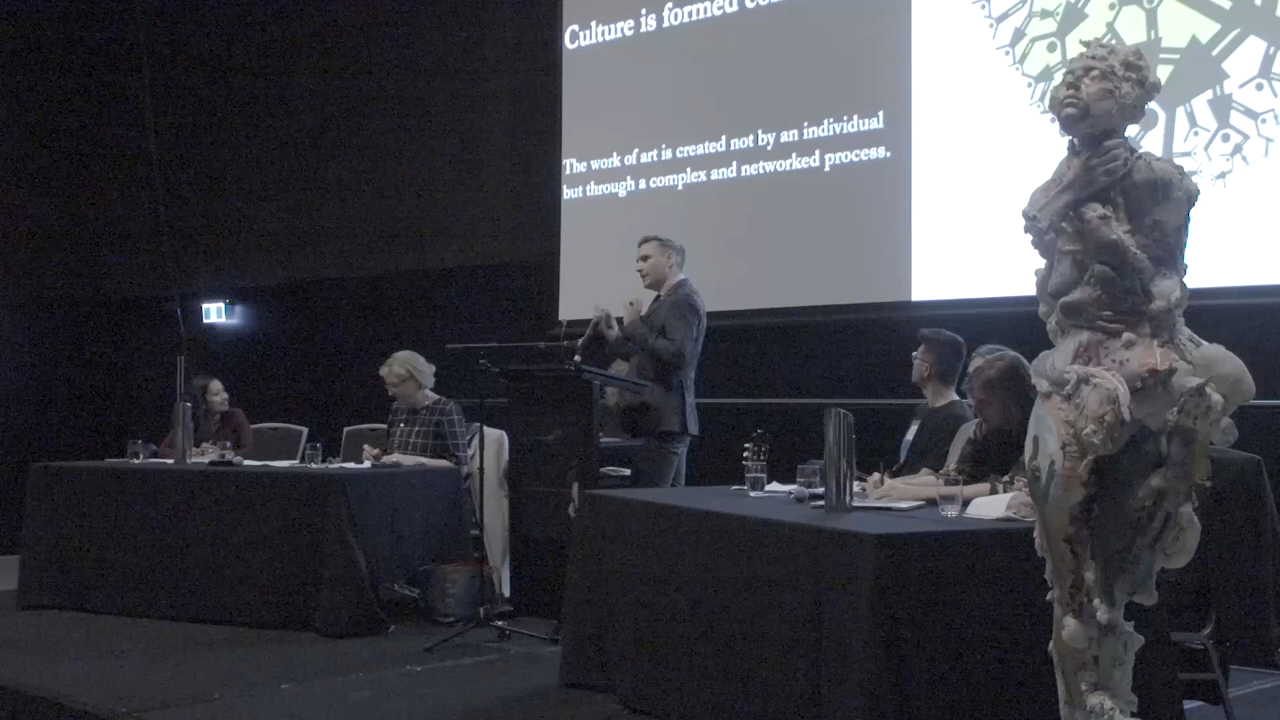 Culture is formed
The work of art is created not by an individual
but through a complex and networked process.